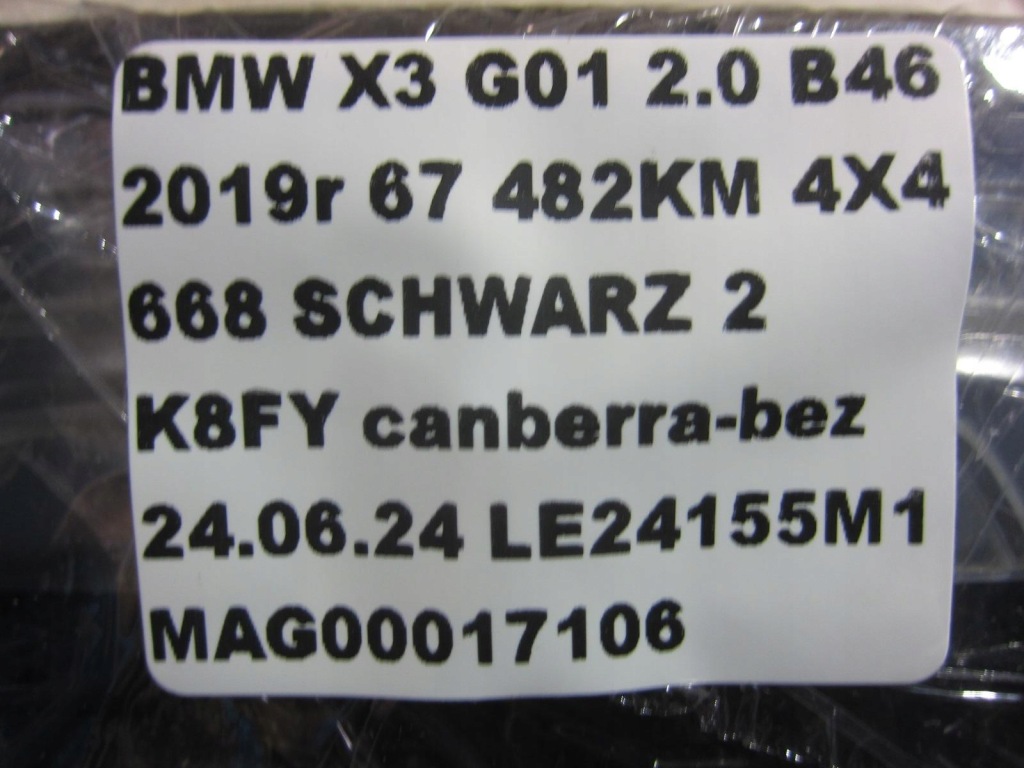 BMW X3 G01 2.0 B46
2019r 67 482KM 4X4
668 SCHWARZ 2
K8FY canberra-bez
24.06.24 LE24155M1
MAG00017106